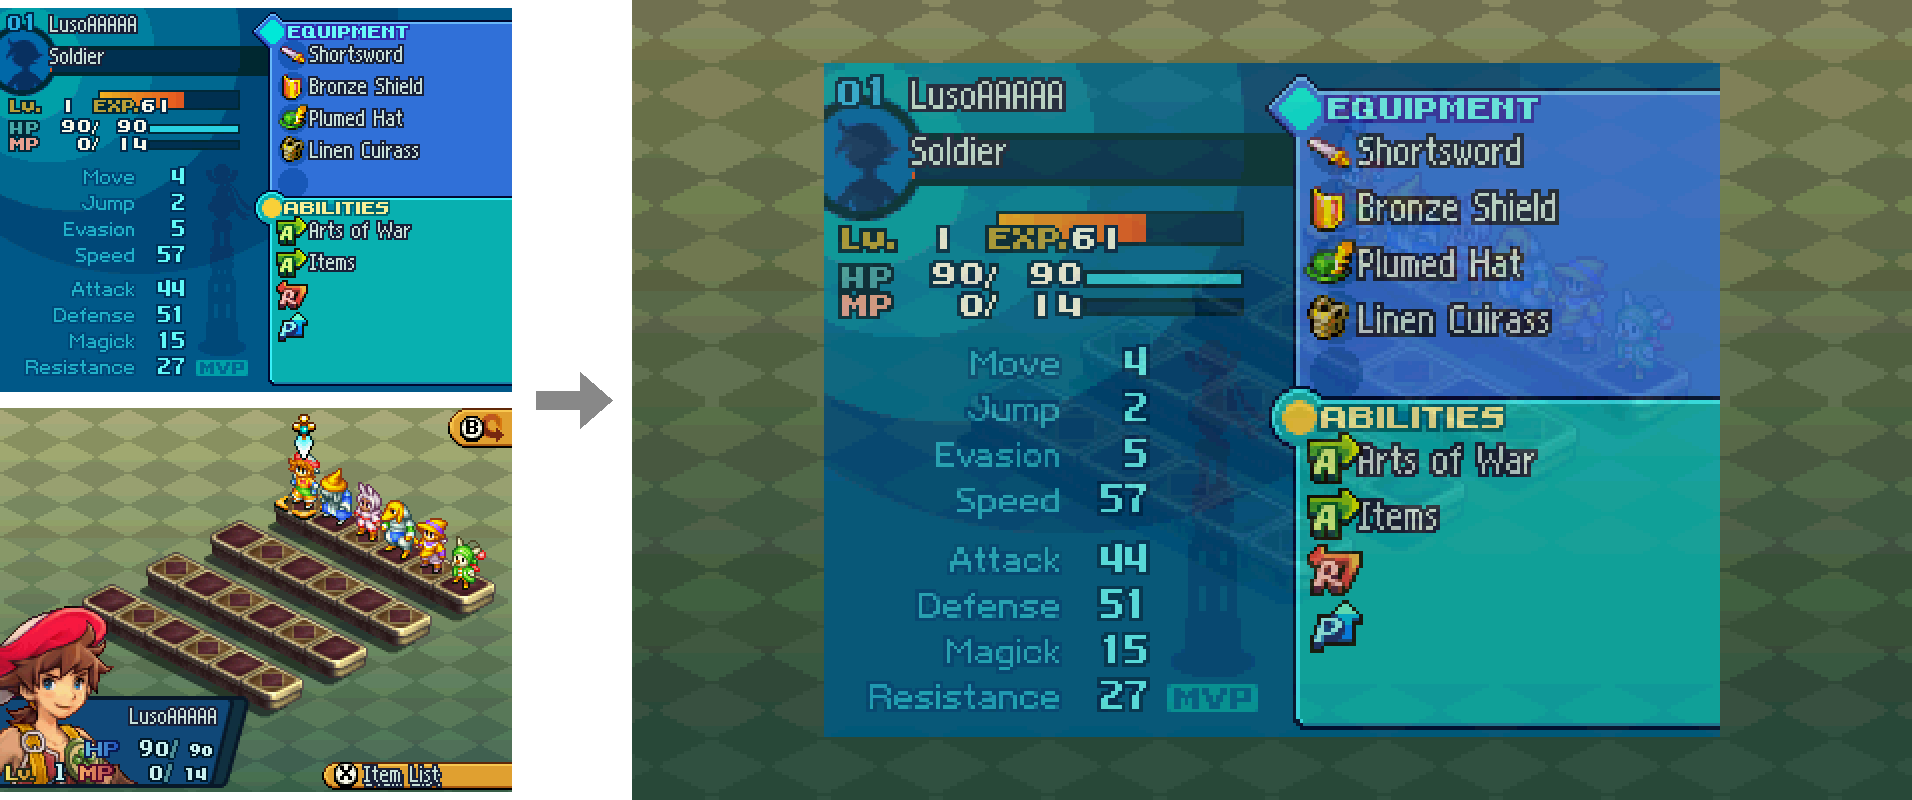 01 LusoAAAAA
Soldier
Lv. 1 EXP. 61
HP 90/ 90
MP 0/ 14
Move 4
Jump 2
Evasion 5
Speed 57
Attack 44
Defense 51
Magick 15
Resistance 27 MVP
EQUIPMENT
Shortsword
Bronze Shield
Plumed Hat
Linen Cuirass
ABILITIES
A Arts of War
A Items
R
P
B
LusoAAAAA
HP 90/ 90
Lv. 1 MP 0/ 14
X Item List
01 LusoAAAAA
Soldier
Lv. 1 EXP. 61
HP 90/ 90
MP 0/ 14
Move 4
Jump 2
Evasion 5
Speed 57
Attack 44
Defense 51
Magick 15
Resistance 27 MVP
EQUIPMENT
Shortsword
Bronze Shield
Plumed Hat
Linen Cuirass
ABILITIES
A Arts of War
A Items
R
P